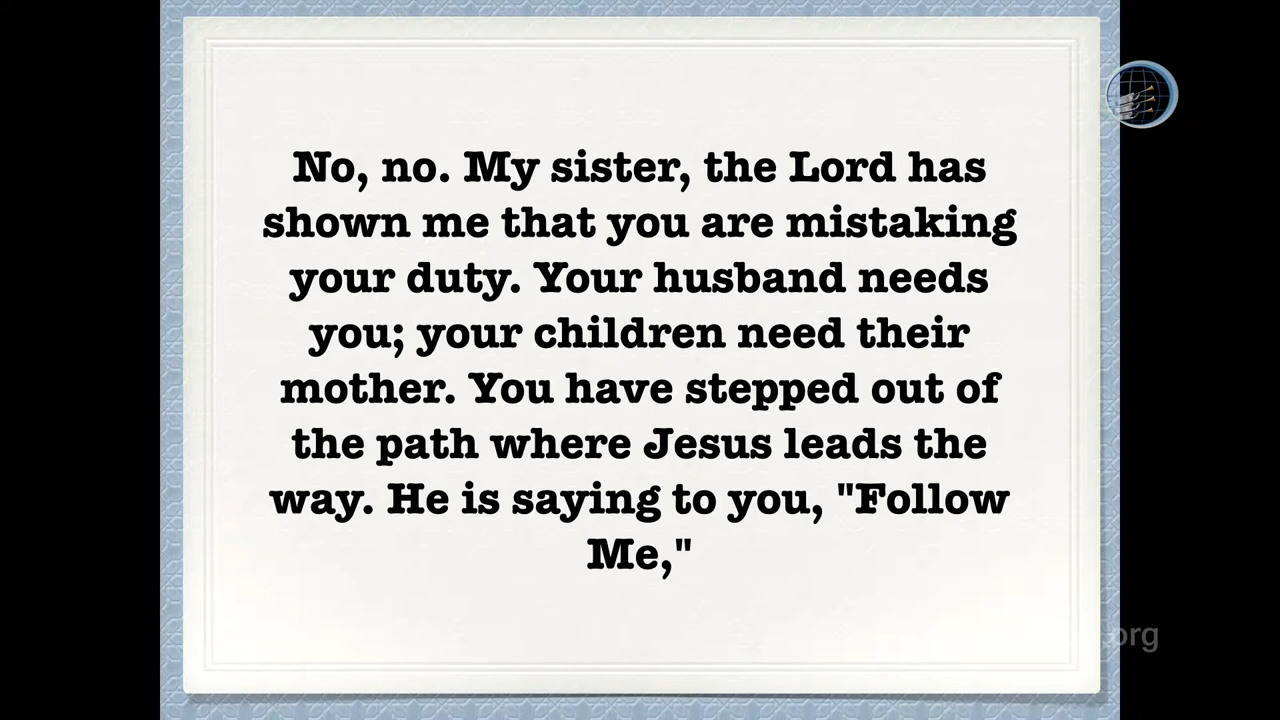 No, no. My sister, the Lord has
shown me that you are mistaking
your duty. Your husband needs
you; your children need their
mother. You have stepped out of
the path where Jesus leads the
way. He is saying to you, "Follow
Me,"
.org